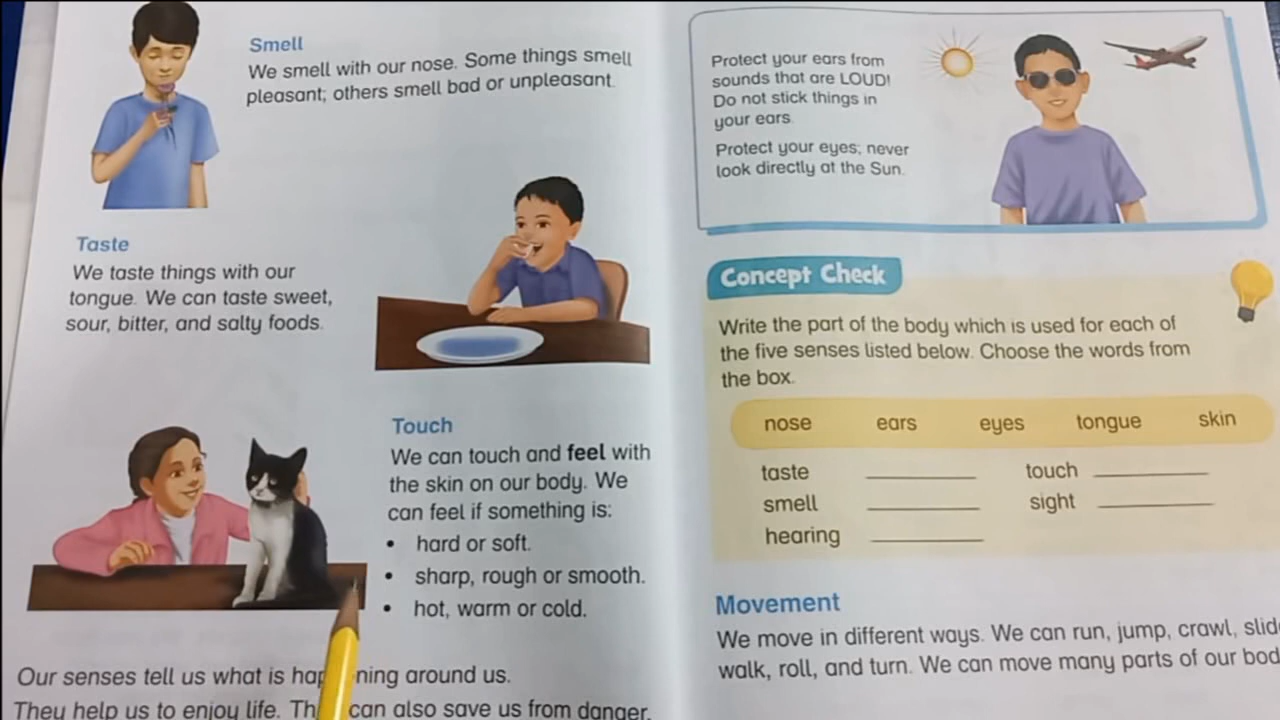 Smell
We smell with our nose. Some things smell
pleasant; others smell bad or unpleasant.
Taste
We taste things with our
tongue. We can taste sweet,
sour, bitter, and salty foods.
Touch
We can touch and feel with
the skin on our body. We
can feel if something is:
• hard or soft.
• sharp, rough or smooth.
• hot, warm or cold.
Our senses tell us what is around us.
They help us to enjoy life. can also save us from danger.
Protect your ears from
sounds that are LOUD!
Do not stick things in
your ears.
Protect your eyes; never
look directly at the Sun.
Concept Check
Write the part of the body which is used for each of
the five senses listed below. Choose the words from
the box.
nose ears eyes tongue skin
taste touch
smell sight
hearing
Movement
We move in different ways. We can run, jump, crawl,
walk, roll, and turn. We can move many parts of our